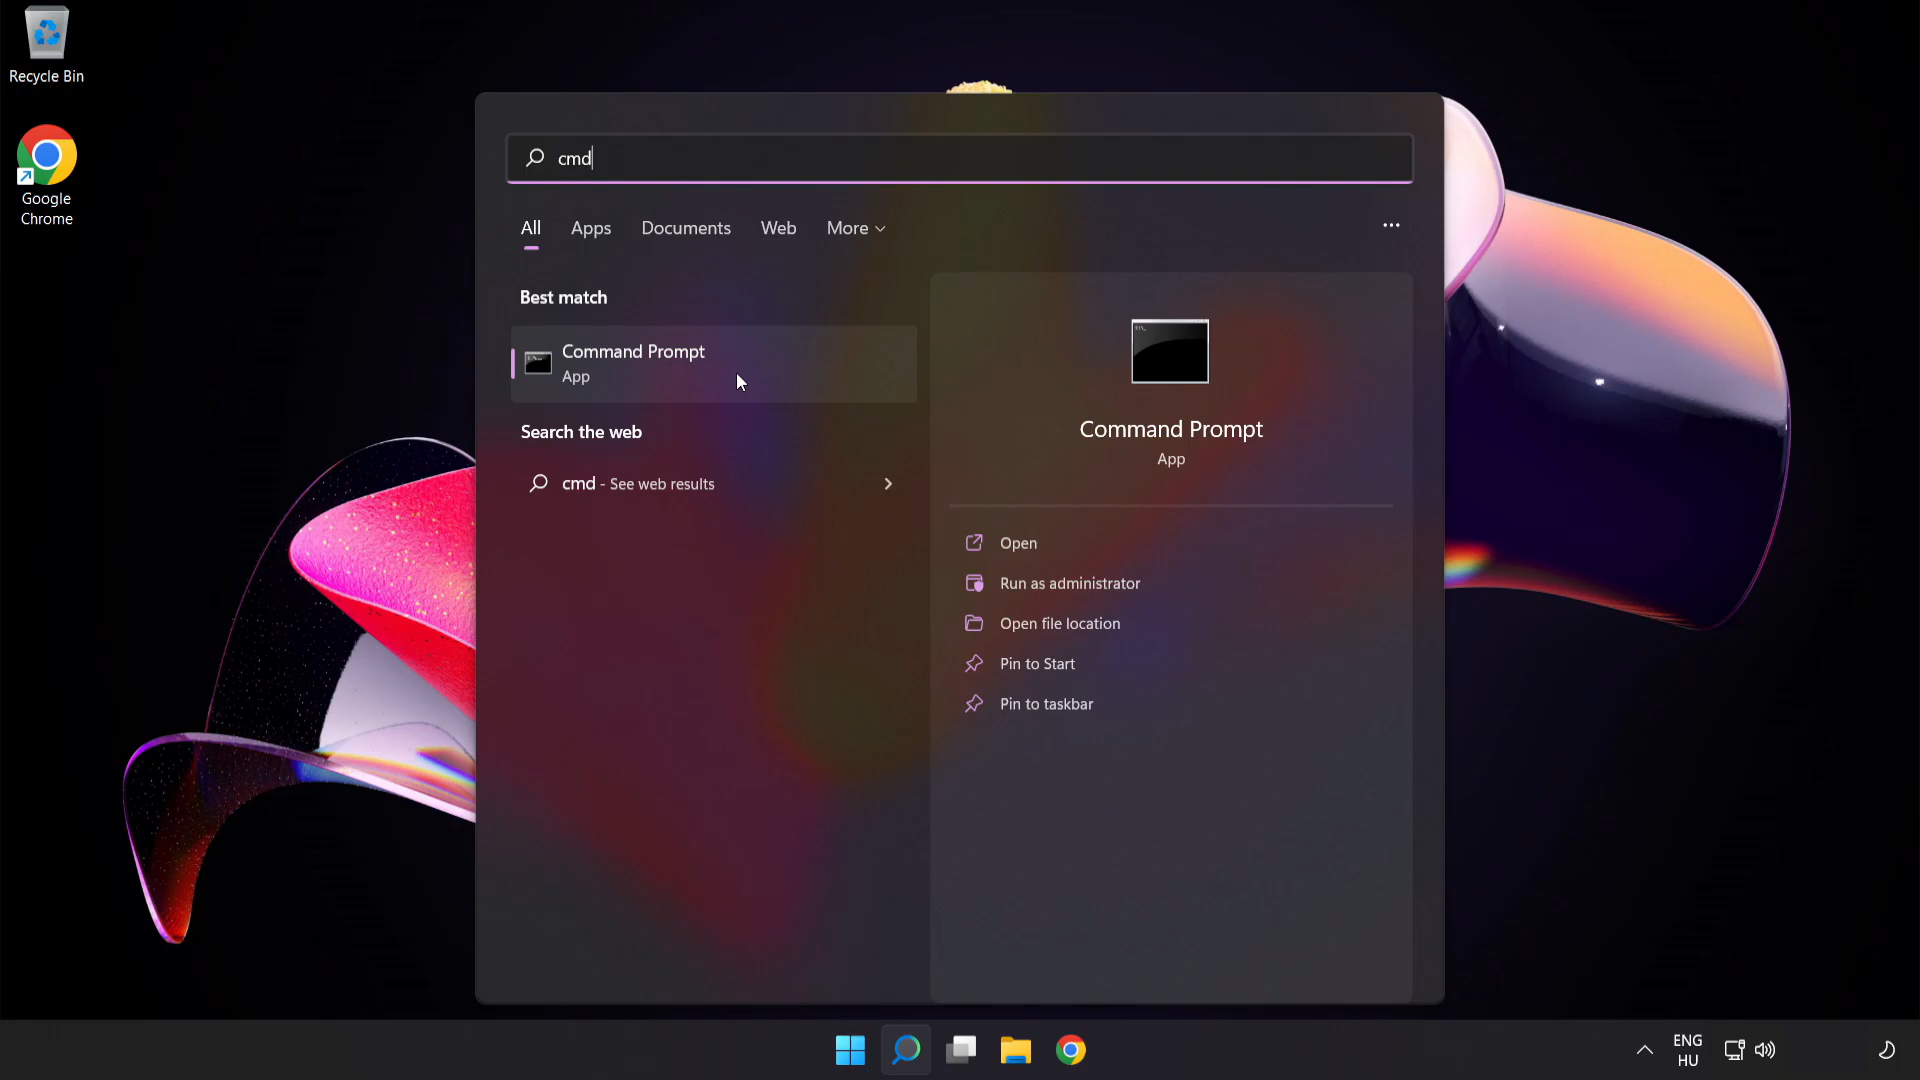 Recycle Bin
Google
Chrome
cmd
All
Apps
Documents
Web
More
Best match
Command Prompt
App
Search the web
cmd - See web results
Command Prompt
App
Open
Run as administrator
Open file location
Pin to Start
Pin to taskbar
ENG
HU